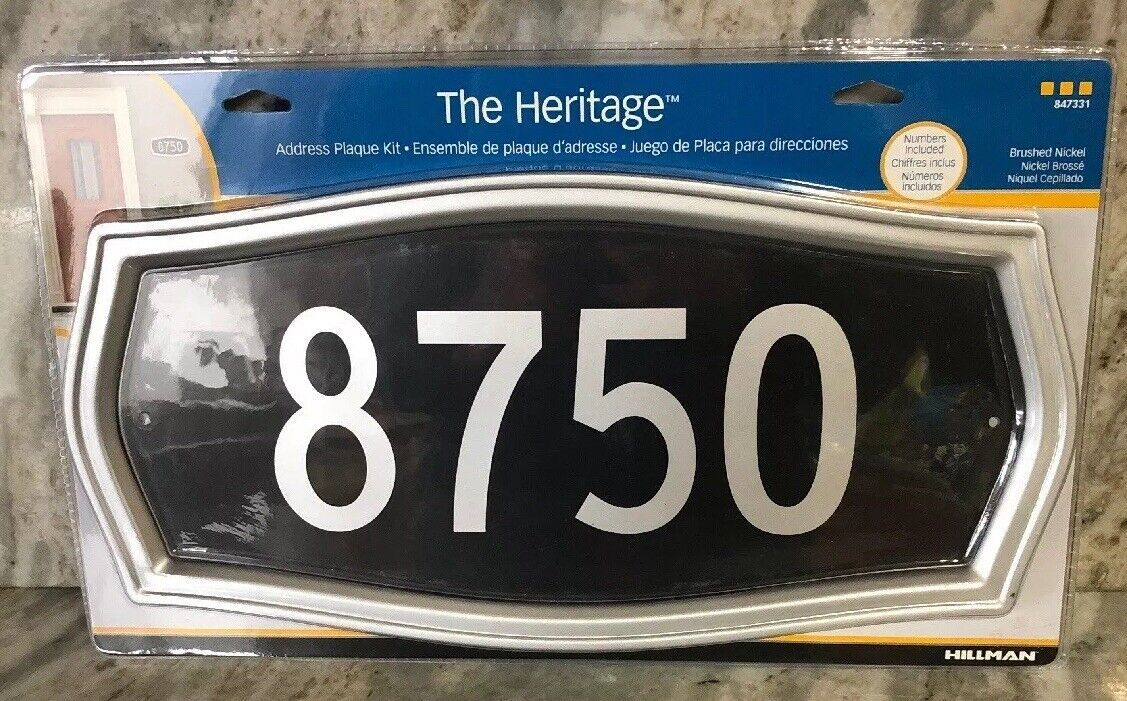 The Heritage™
847331
Address Plaque Kit • Ensemble de plaque d'adresse • Juego de Placa para direcciones
Numbers
Included
Chiffres inclus
Números
incluidos
Brushed Nickel
Nickel Brossé
Niquel Cepillado
8750
8750
HILLMAN